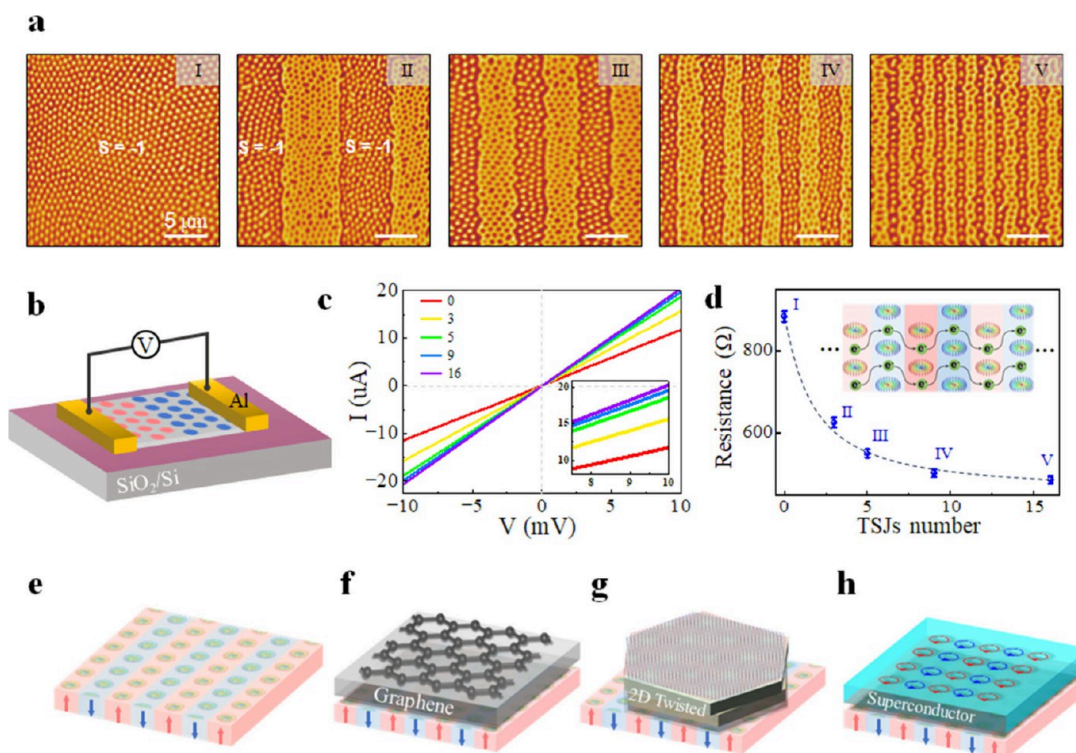 a
I
II
III
IV
V
S = -1
S = -1
S = -1
5 μm
b
V
Al
SiO2/Si
c
20
10
0
−10
−20
I (uA)
0
3
5
9
16
20
15
10
8
9
10
−10
−5
0
5
10
V (mV)
d
Resistance (Ω)
800
600
I
II
III
IV
V
e e e e e
e e e e e
0
5
10
15
TSJs number
e
f
Graphene
g
2D Twisted
h
Superconductor